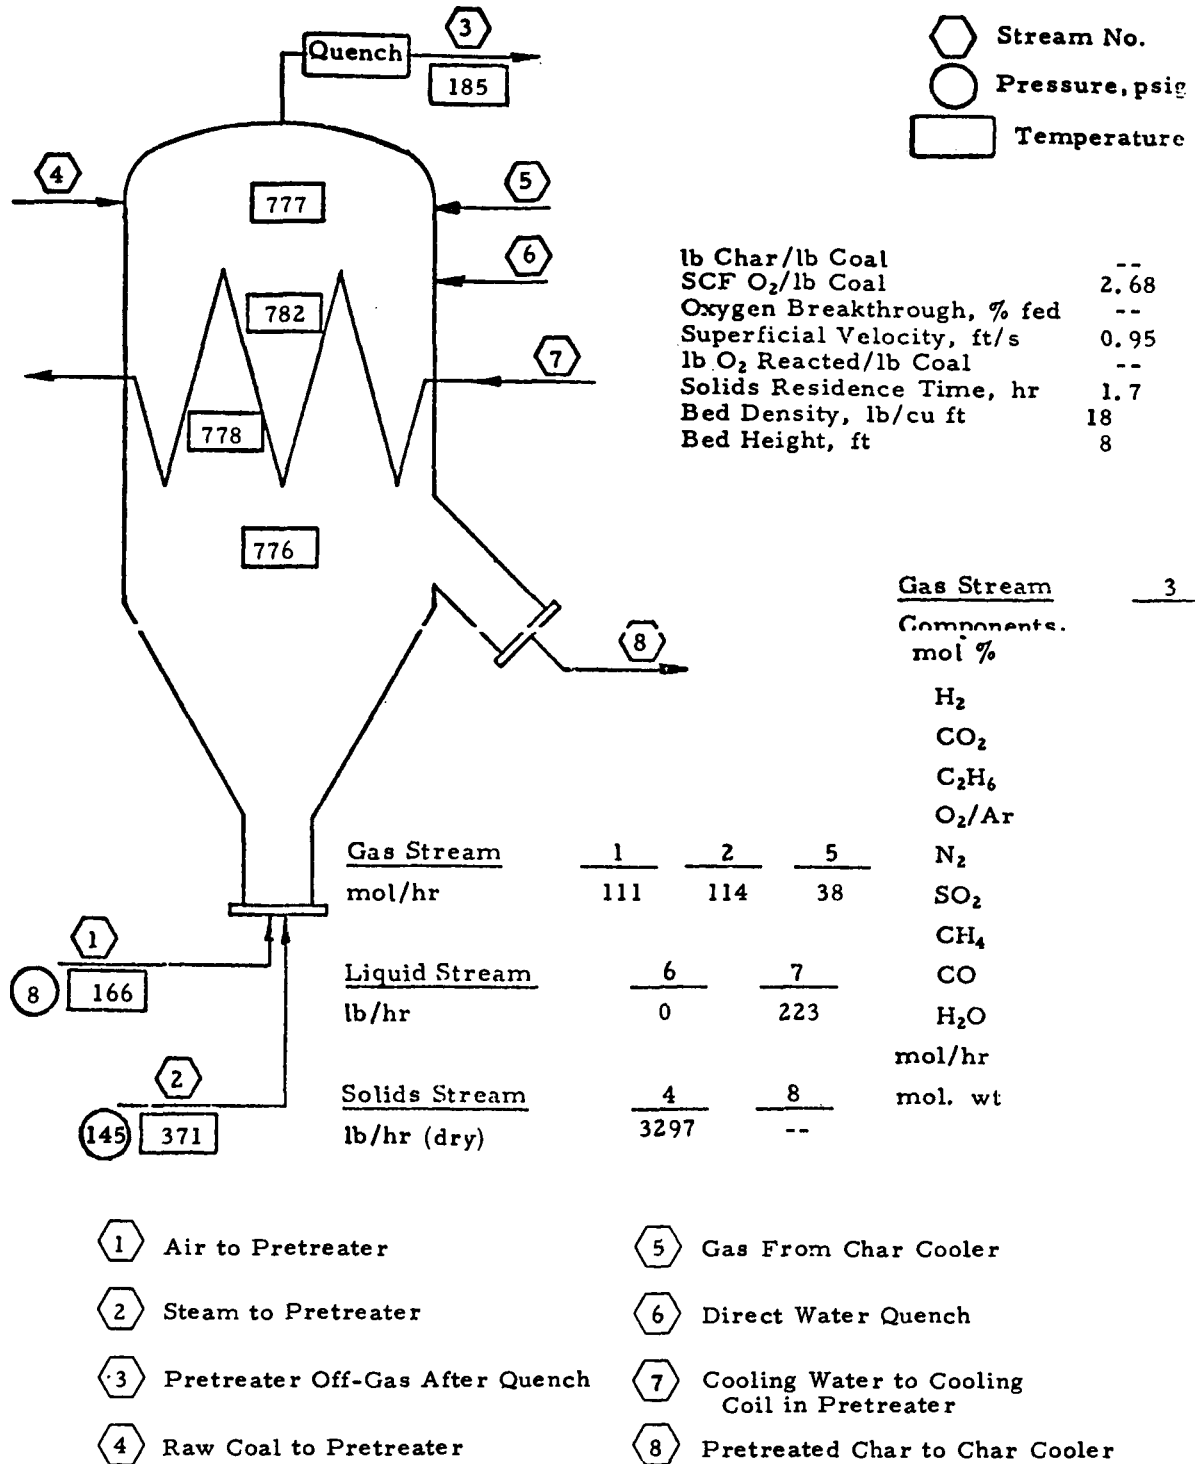 3
Quench
185
Stream No.
Pressure, psig
Temperature
4
777
5
6
782
7
778
776
8
lb Char/lb Coal --
SCF O₂/lb Coal 2.68
Oxygen Breakthrough, % fed --
Superficial Velocity, ft/s 0.95
lb O₂ Reacted/lb Coal --
Solids Residence Time, hr 1.7
Bed Density, lb/cu ft 18
Bed Height, ft 8
Gas Stream 3
Components,
mol %
H₂
CO₂
C₂H₆
O₂/Ar
N₂
SO₂
CH₄
CO
H₂O
mol/hr
mol. wt
Gas Stream 1 2 5
mol/hr 111 114 38
Liquid Stream 6 7
lb/hr 0 223
Solids Stream 4 8
lb/hr (dry) 3297 --
1
8 166
2
145 371
1 Air to Pretreater
2 Steam to Pretreater
3 Pretreater Off-Gas After Quench
4 Raw Coal to Pretreater
5 Gas From Char Cooler
6 Direct Water Quench
7 Cooling Water to Cooling
Coil in Pretreater
8 Pretreated Char to Char Cooler